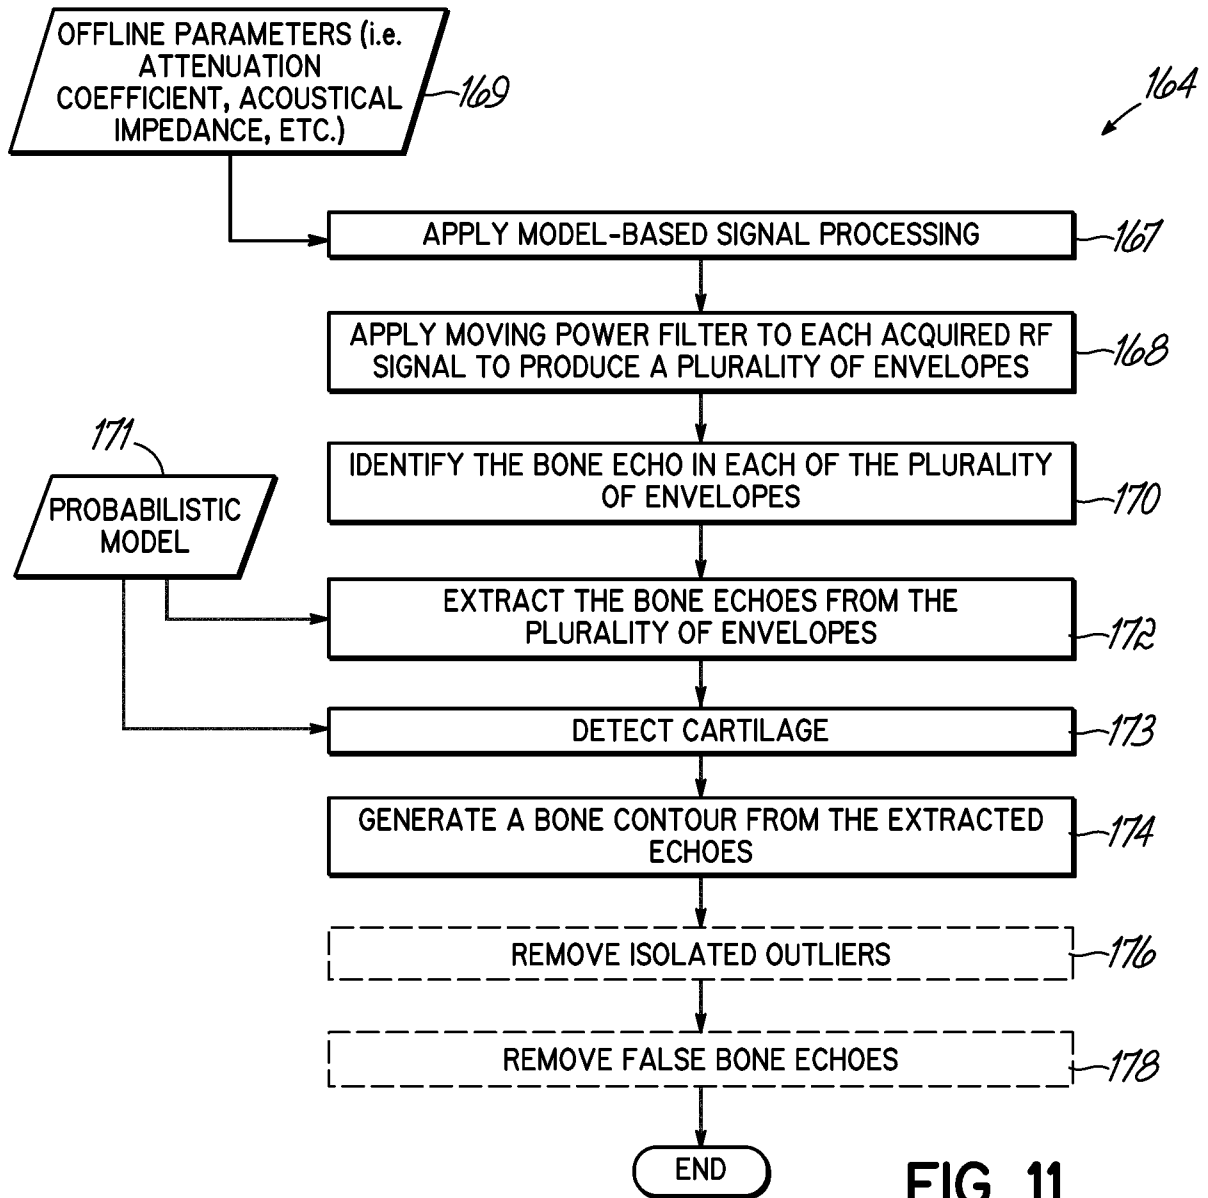 OFFLINE PARAMETERS (i.e.
ATTENUATION
COEFFICIENT, ACOUSTICAL
IMPEDANCE, ETC.)
169
164
APPLY MODEL-BASED SIGNAL PROCESSING
167
APPLY MOVING POWER FILTER TO EACH ACQUIRED RF
SIGNAL TO PRODUCE A PLURALITY OF ENVELOPES
168
171
IDENTIFY THE BONE ECHO IN EACH OF THE PLURALITY
OF ENVELOPES
170
PROBABILISTIC
MODEL
EXTRACT THE BONE ECHOES FROM THE
PLURALITY OF ENVELOPES
172
DETECT CARTILAGE
173
GENERATE A BONE CONTOUR FROM THE EXTRACTED
ECHOES
174
REMOVE ISOLATED OUTLIERS
176
REMOVE FALSE BONE ECHOES
178
END
FIG. 11